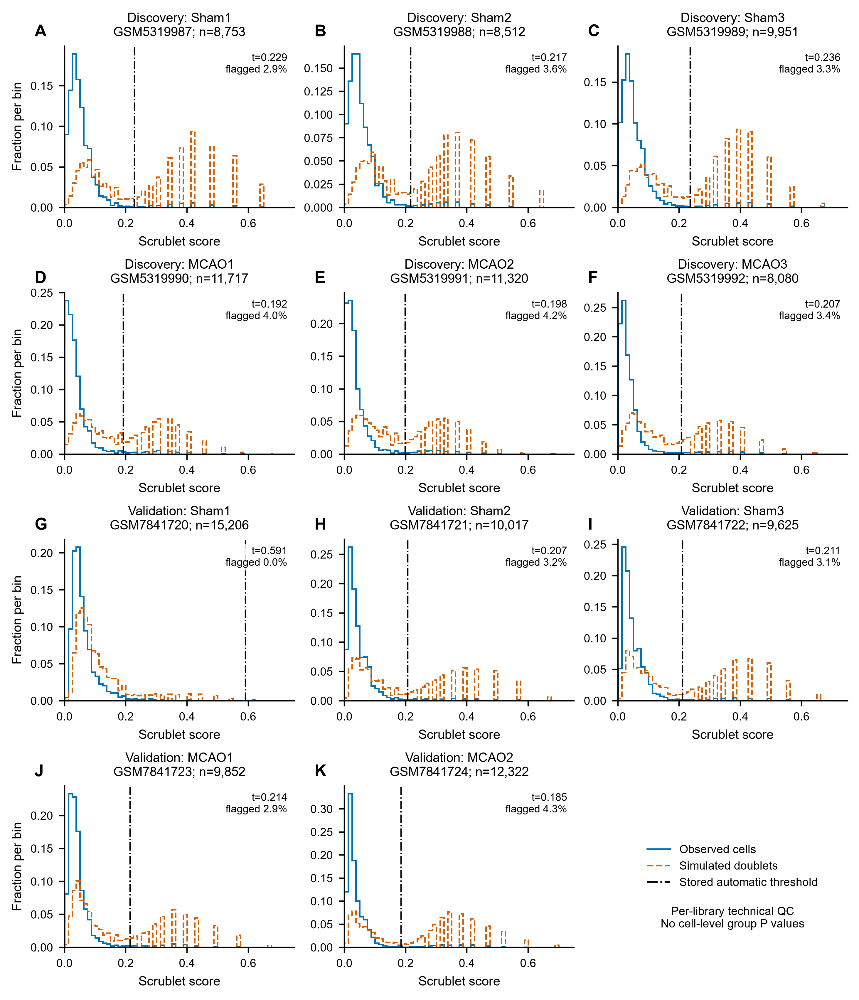 Discovery: Sham1
A
GSM5319987; n=8,753
t=0.229
flagged 2.9%
Fraction per bin
0.15
0.10
0.05
0.00
0.0 0.2 0.4 0.6
Scrublet score
Discovery: Sham2
B
GSM5319988; n=8,512
t=0.217
flagged 3.6%
0.150
0.125
0.100
0.075
0.050
0.025
0.000
0.0 0.2 0.4 0.6
Scrublet score
Discovery: Sham3
C
GSM5319989; n=9,951
t=0.236
flagged 3.3%
0.15
0.10
0.05
0.00
0.0 0.2 0.4 0.6
Scrublet score
Discovery: MCAO1
D
GSM5319990; n=11,717
t=0.192
flagged 4.0%
Fraction per bin
0.25
0.20
0.15
0.10
0.05
0.00
0.0 0.2 0.4 0.6
Scrublet score
Discovery: MCAO2
E
GSM5319991; n=11,320
t=0.198
flagged 4.2%
0.20
0.15
0.10
0.05
0.00
0.0 0.2 0.4 0.6
Scrublet score
Discovery: MCAO3
F
GSM5319992; n=8,080
t=0.207
flagged 3.4%
0.25
0.20
0.15
0.10
0.05
0.00
0.0 0.2 0.4 0.6
Scrublet score
Validation: Sham1
G
GSM7841720; n=15,206
t=0.591
flagged 0.0%
Fraction per bin
0.20
0.15
0.10
0.05
0.00
0.0 0.2 0.4 0.6
Scrublet score
Validation: Sham2
H
GSM7841721; n=10,017
t=0.207
flagged 3.2%
0.25
0.20
0.15
0.10
0.05
0.00
0.0 0.2 0.4 0.6
Scrublet score
Validation: Sham3
I
GSM7841722; n=9,625
t=0.211
flagged 3.1%
0.25
0.20
0.15
0.10
0.05
0.00
0.0 0.2 0.4 0.6
Scrublet score
Validation: MCAO1
J
GSM7841723; n=9,852
t=0.214
flagged 2.9%
Fraction per bin
0.20
0.15
0.10
0.05
0.00
0.0 0.2 0.4 0.6
Scrublet score
Validation: MCAO2
K
GSM7841724; n=12,322
t=0.185
flagged 4.3%
0.30
0.25
0.20
0.15
0.10
0.05
0.00
0.0 0.2 0.4 0.6
Scrublet score
Observed cells
Simulated doublets
Stored automatic threshold
Per-library technical QC
No cell-level group P values